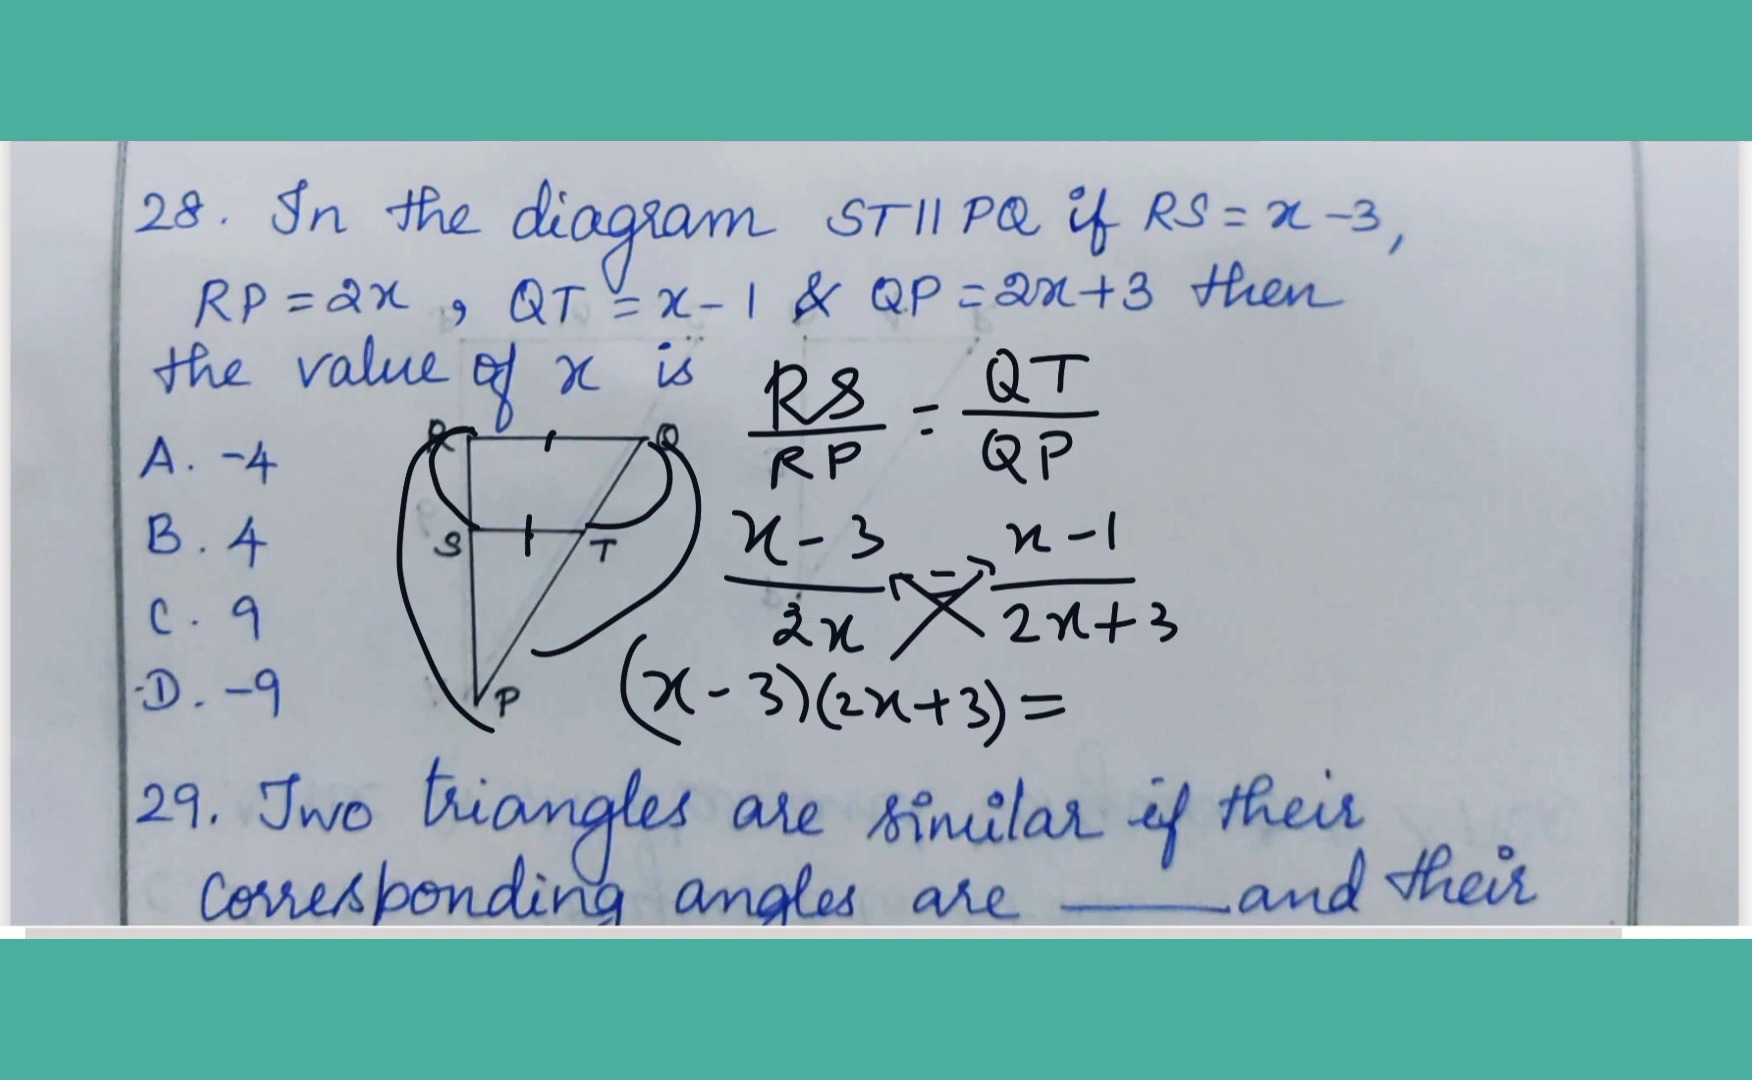 28. In the diagram ST || PQ if RS = x - 3,
RP = 2x, QT = x - 1 & QP = 2x + 3 then
the value of x is
A. -4
B. 4
C. 9
D. -9
R Q
S T
P
RS/RP = QT/QP
x - 3/2x = x - 1/2x + 3
(x - 3)(2x + 3) =
29. Two triangles are similar if their
corresponding angles are ____ and their